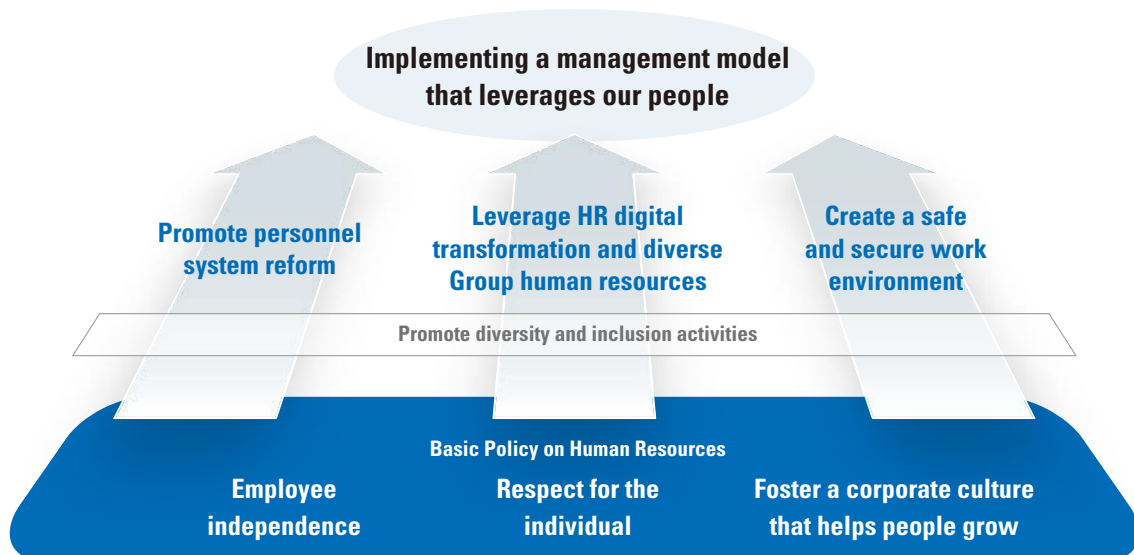 Implementing a management model
that leverages our people
Promote personnel
system reform
Leverage HR digital
transformation and diverse
Group human resources
Create a safe
and secure work
environment
Promote diversity and inclusion activities
Basic Policy on Human Resources
Employee
independence
Respect for the
individual
Foster a corporate culture
that helps people grow